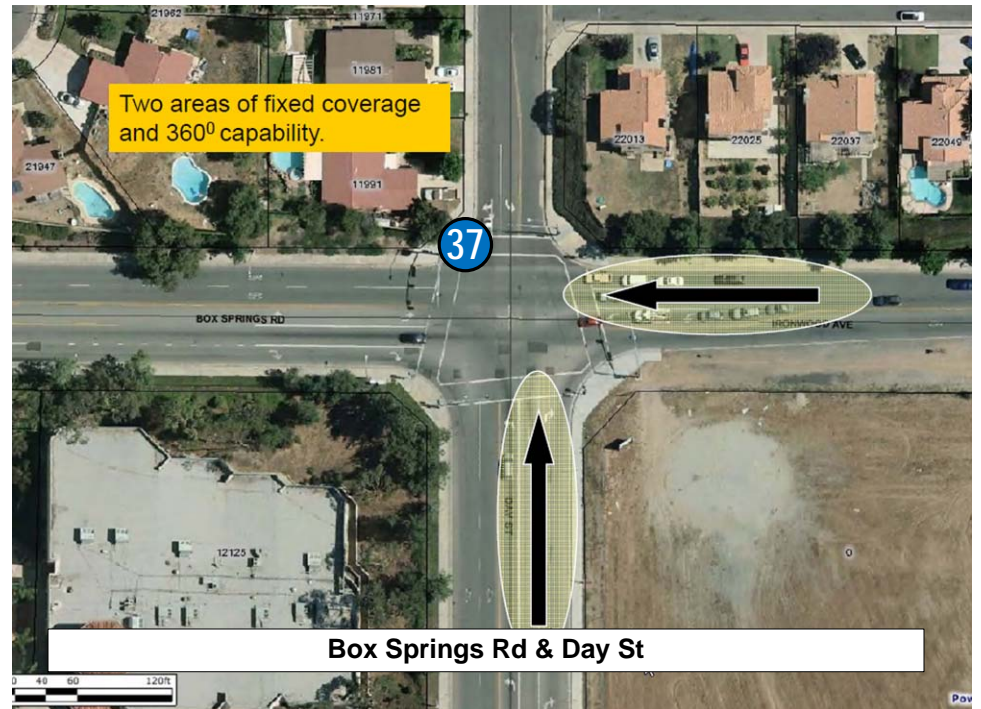 21962
11971
11981
Two areas of fixed coverage
and 360⁰ capability.
22013
22025
22037
22049
21947
11991
37
BOX SPRINGS RD
IRONWOOD AVE
DAY ST
12125
0
Box Springs Rd & Day St
0 40 60 120ft
Pow